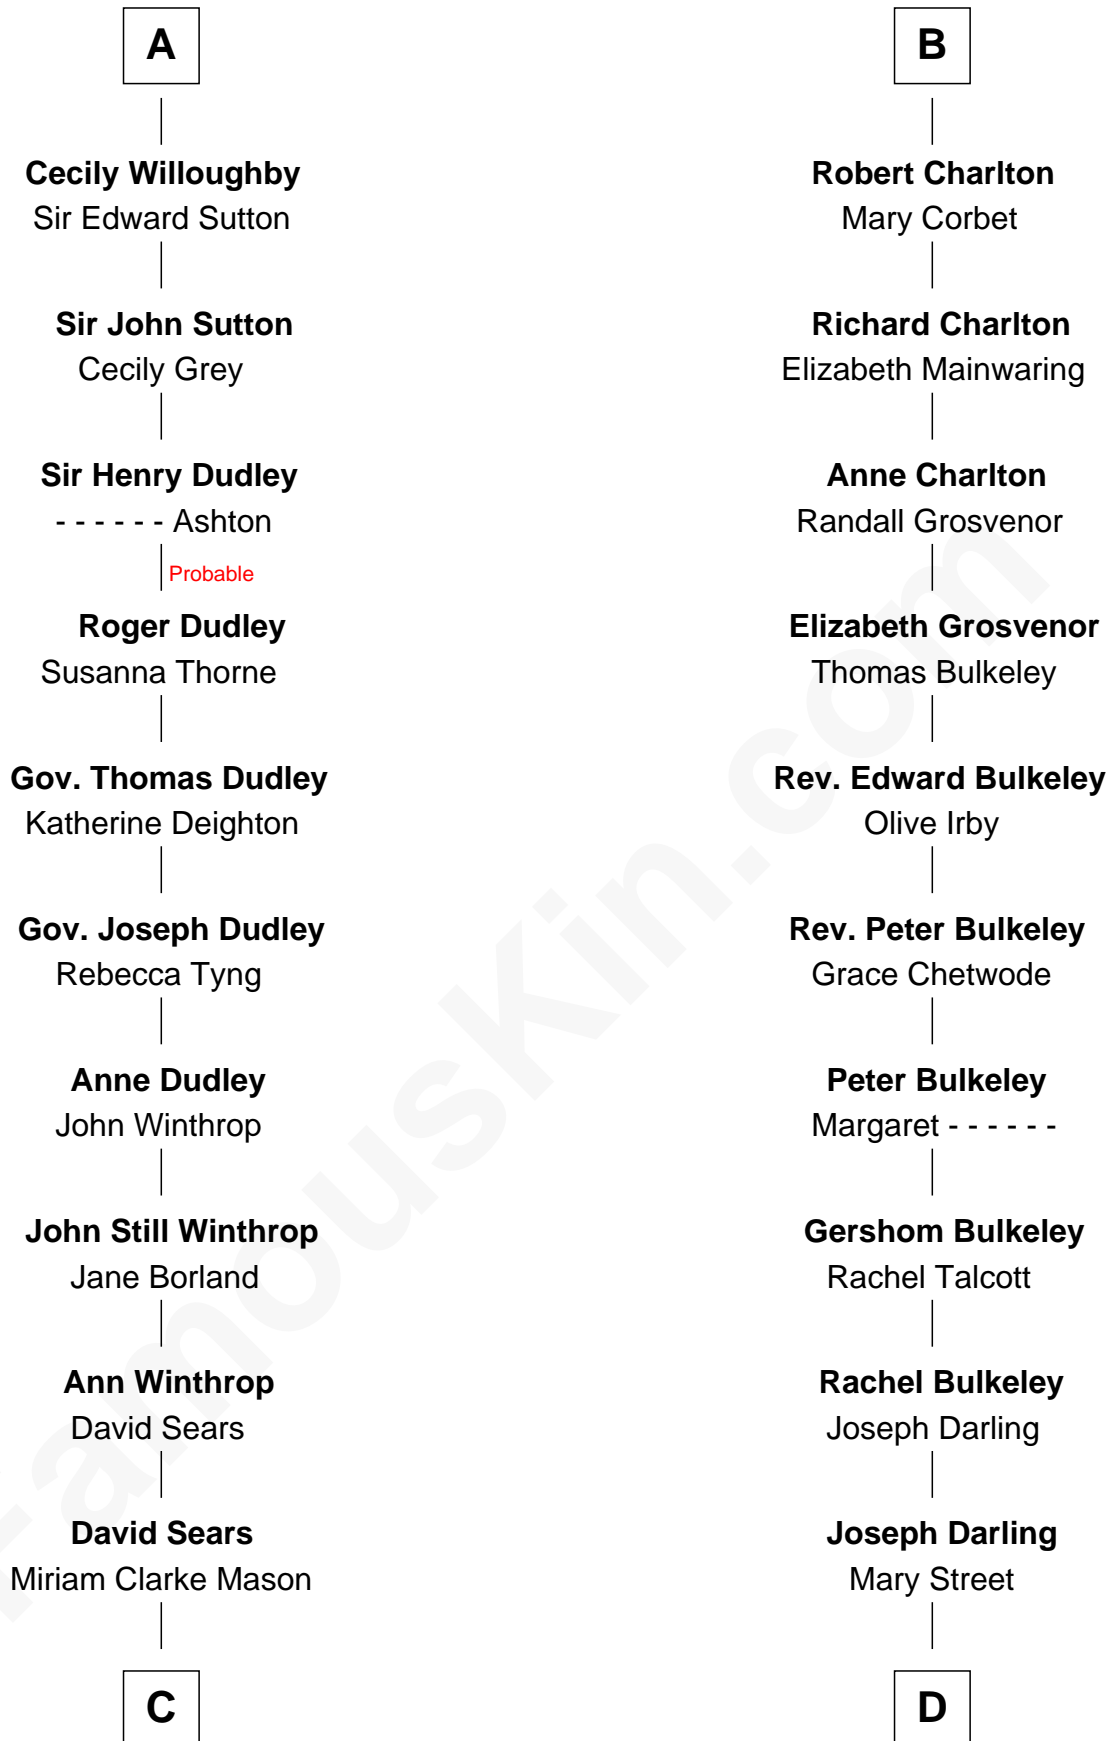 A
Cecily Willoughby
Sir Edward Sutton
Sir John Sutton
Cecily Grey
Sir Henry Dudley
- - - - - - Ashton
Probable
Roger Dudley
Susanna Thorne
Gov. Thomas Dudley
Katherine Deighton
Gov. Joseph Dudley
Rebecca Tyng
Anne Dudley
John Winthrop
John Still Winthrop
Jane Borland
Ann Winthrop
David Sears
David Sears
Miriam Clarke Mason
C
B
Robert Charlton
Mary Corbet
Richard Charlton
Elizabeth Mainwaring
Anne Charlton
Randall Grosvenor
Elizabeth Grosvenor
Thomas Bulkeley
Rev. Edward Bulkeley
Olive Irby
Rev. Peter Bulkeley
Grace Chetwode
Peter Bulkeley
Margaret - - - - - -
Gershom Bulkeley
Rachel Talcott
Rachel Bulkeley
Joseph Darling
Joseph Darling
Mary Street
D
FamousKin.com